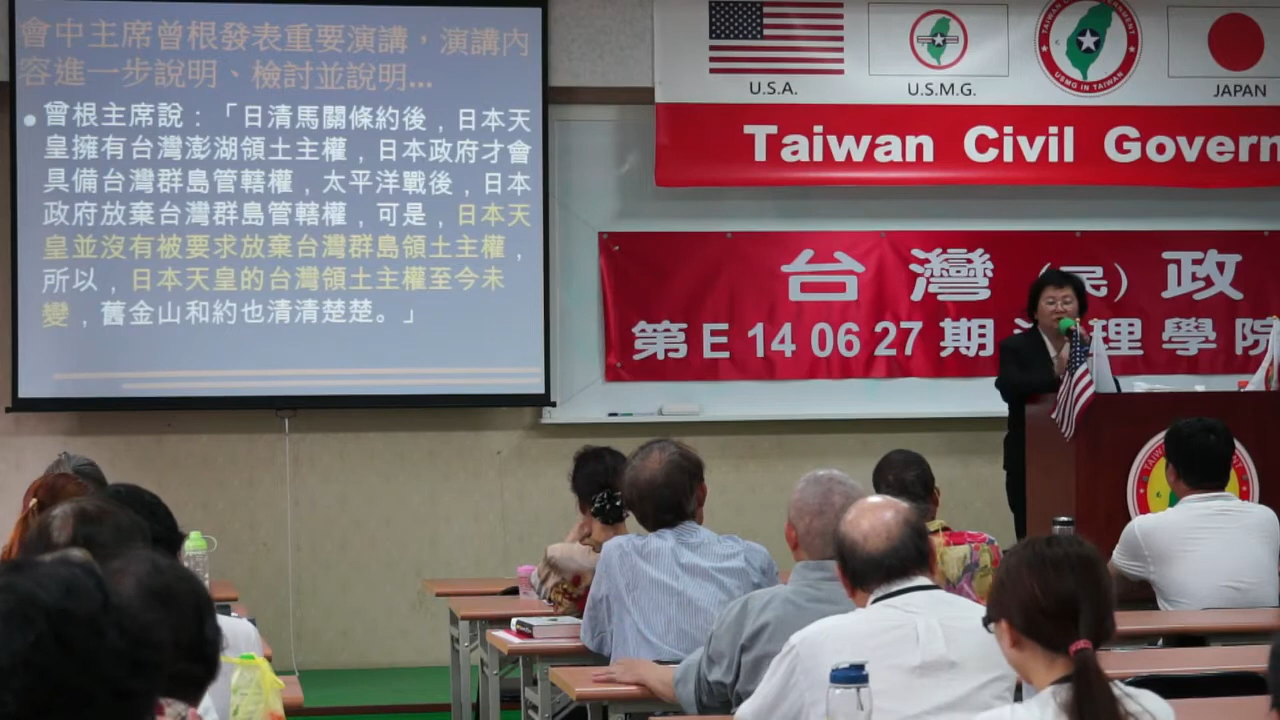 會中主席曾根發表重要演講，演講內
容進一步說明、檢討並說明...
曾根主席說：「日清馬關條約後，日本天
皇擁有台灣澎湖領土主權，日本政府才會
具備台灣群島管轄權，太平洋戰後，日本
政府放棄台灣群島管轄權，可是，日本天
皇並沒有被要求放棄台灣群島領土主權，
所以，日本天皇的台灣領土主權至今未
變，舊金山和約也清清楚楚。」
U.S.A.
U.S.M.G.
USMG IN TAIWAN
JAPAN
Taiwan Civil Govern
台灣（民）政
第E 14 06 27 期 理學院